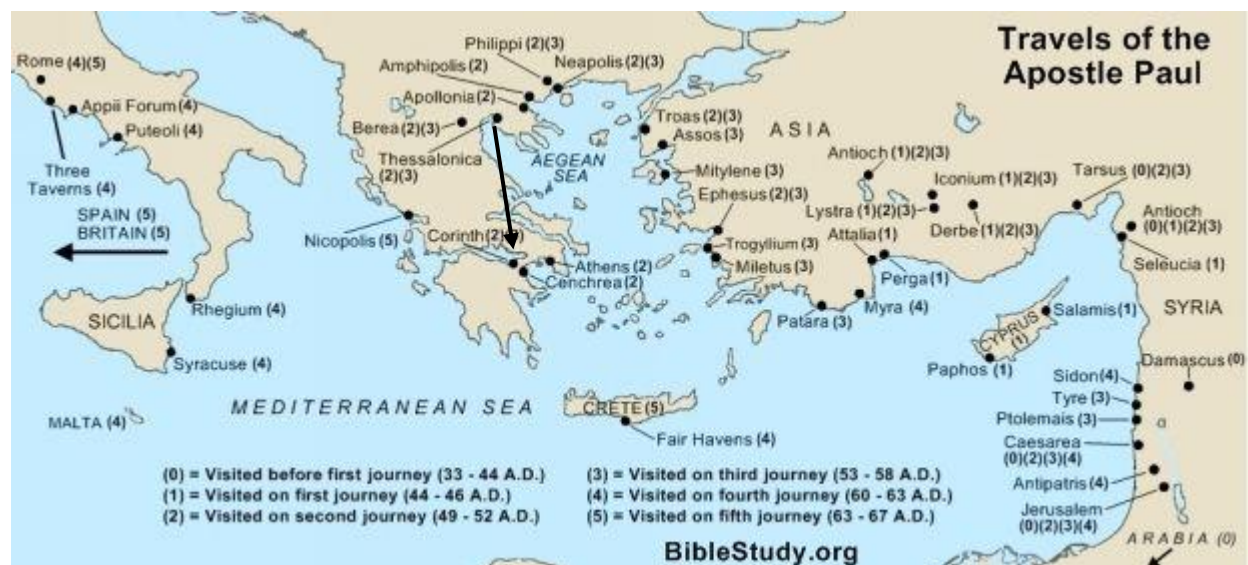 Travels of the
Apostle Paul
Rome (4)(5)
Appii Forum (4)
Puteoli (4)
Three
Taverns (4)
SPAIN (5)
BRITAIN (5)
Rhegium (4)
SICILIA
Syracuse (4)
MALTA (4)
Philippi (2)(3)
Neapolis (2)(3)
Amphipolis (2)
Apollonia (2)
Berea (2)(3)
Thessalonica
(2)(3)
AEGEAN
SEA
Nicopolis (5)
Corinth (2)
Athens (2)
Cenchrea (2)
Troas (2)(3)
Assos (3)
ASIA
Mitylene (3)
Ephesus (2)(3)
Trogyllium (3)
Miletus (3)
Antioch (1)(2)(3)
Iconium (1)(2)(3)
Lystra (1)(2)(3)
Derbe (1)(2)(3)
Attalia (1)
Perga (1)
Myra (4)
Patara (3)
Tarsus (0)(2)(3)
Antioch
(0)(1)(2)(3)
Seleucia (1)
SYRIA
Salamis (1)
CYPRUS
(1)
Paphos (1)
Damascus (0)
Sidon (4)
Tyre (3)
Ptolemais (3)
Caesarea
(0)(2)(3)(4)
Antipatris (4)
Jerusalem
(0)(2)(3)(4)
ARABIA (0)
MEDITERRANEAN SEA
CRETE (5)
Fair Havens (4)
(0) = Visited before first journey (33 - 44 A.D.)
(1) = Visited on first journey (44 - 46 A.D.)
(2) = Visited on second journey (49 - 52 A.D.)
(3) = Visited on third journey (53 - 58 A.D.)
(4) = Visited on fourth journey (60 - 63 A.D.)
(5) = Visited on fifth journey (63 - 67 A.D.)
BibleStudy.org